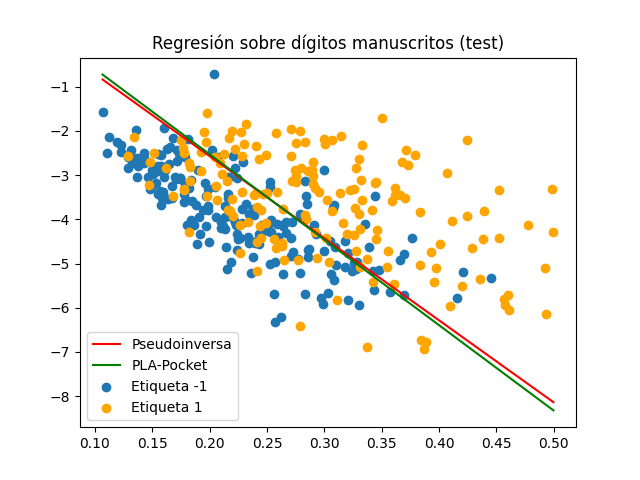 Regresión sobre dígitos manuscritos (test)
−1
−2
−3
−4
−5
−6
−7
−8
Pseudoinversa
PLA-Pocket
Etiqueta -1
Etiqueta 1
0.10 0.15 0.20 0.25 0.30 0.35 0.40 0.45 0.50